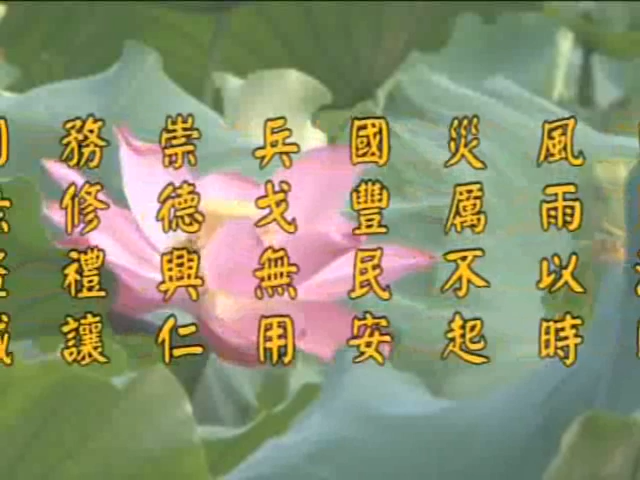 風雨以時
災厲不起
國豐民安
兵戈無用
崇德興仁
務修禮讓